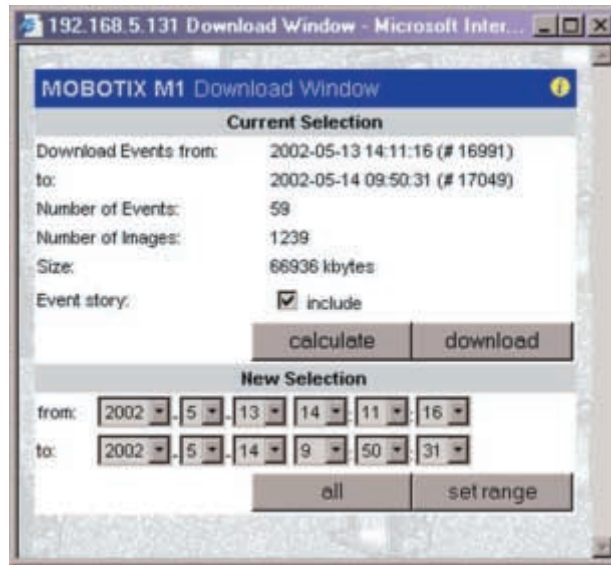 192.168.5.131 Download Window - Microsoft Inter...
MOBOTIX M1 Download Window i
Current Selection
Download Events from: 2002-05-13 14:11:16 (# 16991)
to: 2002-05-14 09:50:31 (# 17049)
Number of Events: 59
Number of Images: 1239
Size: 66936 kbytes
Event story: include
calculate download
New Selection
from: 2002 - 5 - 13 14 : 11 : 16
to: 2002 - 5 - 14 9 : 50 : 31
all set range